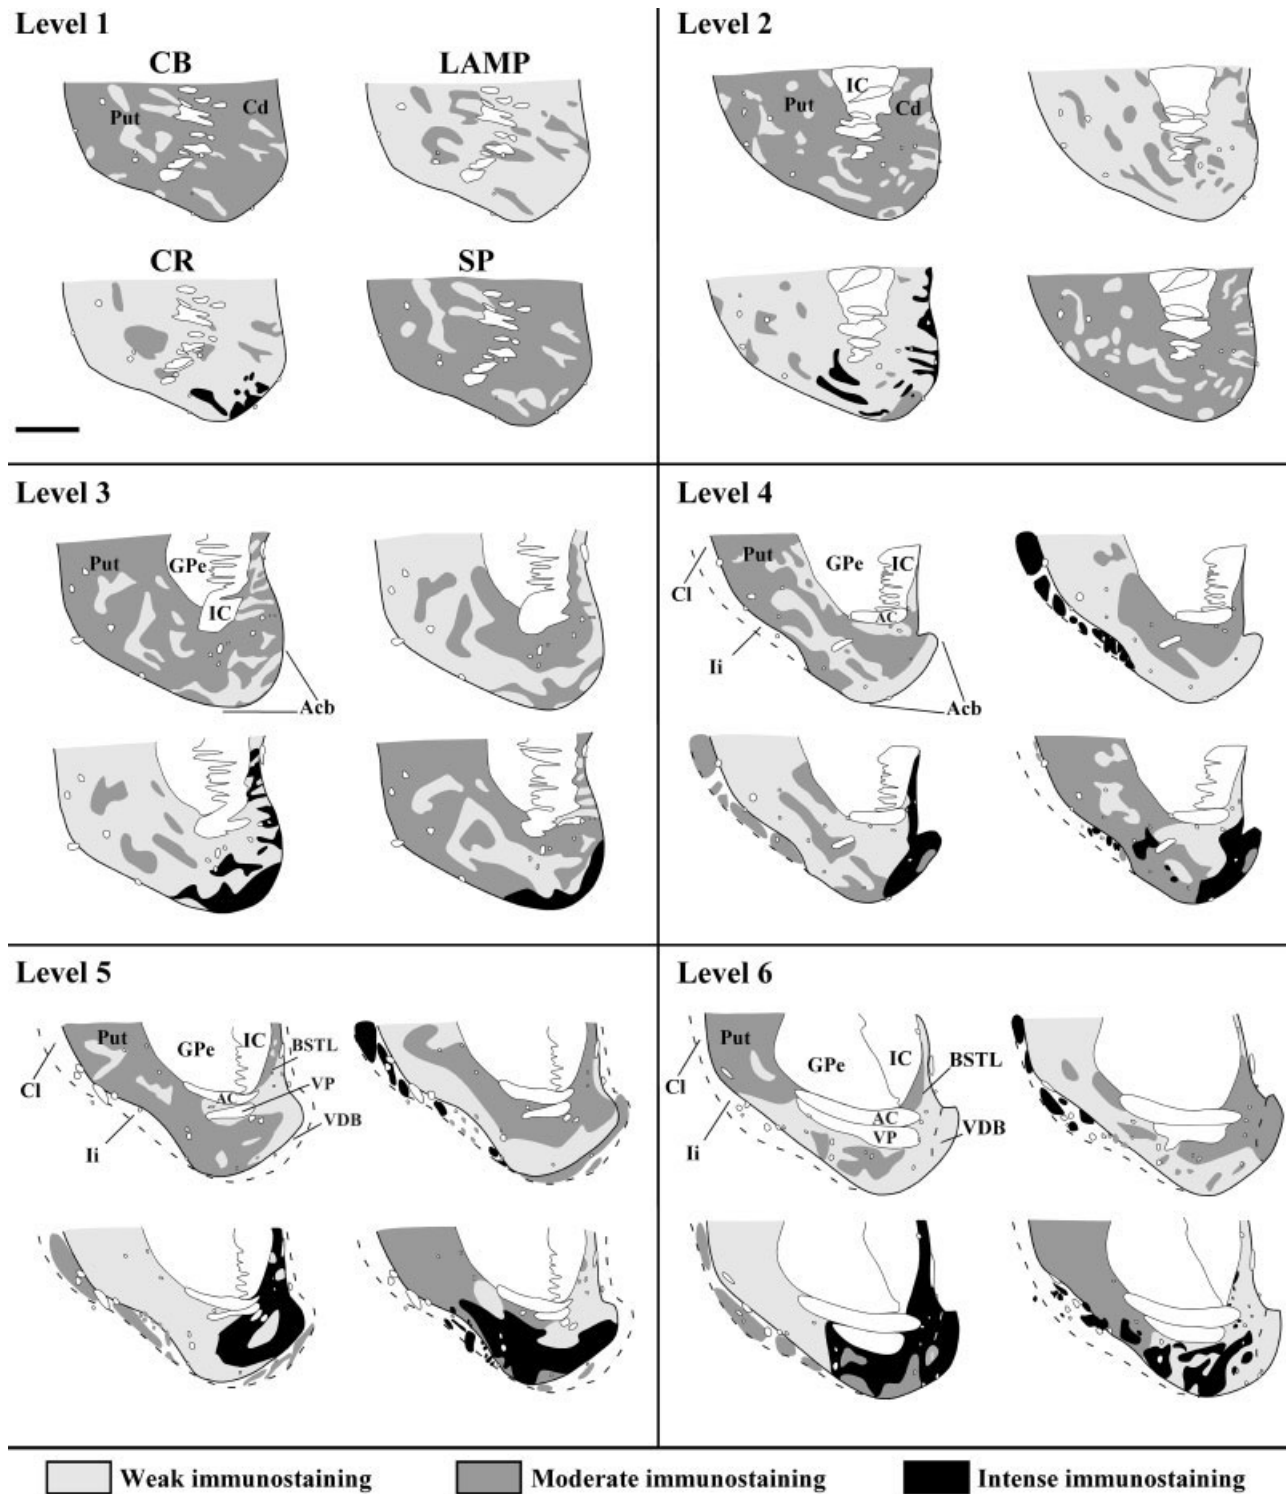 Level 1
CB
LAMP
Put
Cd
CR
SP
Level 2
Put
IC
Cd
Level 3
Put
GPe
IC
Acb
Level 4
Put
GPe
IC
Cl
AC
Ii
Acb
Level 5
Put
GPe
IC
BSTL
Cl
AC
VP
VDB
Ii
Level 6
Put
GPe
IC
BSTL
Cl
AC
VP
VDB
Ii
Weak immunostaining
Moderate immunostaining
Intense immunostaining